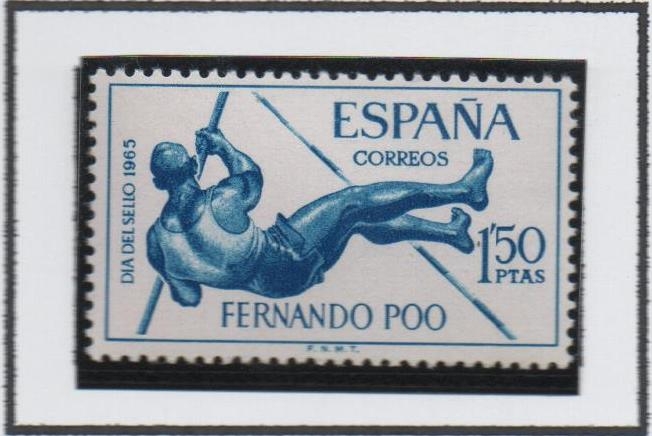 ESPAÑA
CORREOS
DIA DEL SELLO 1965
1'50
PTAS
FERNANDO POO
F.N.M.T.